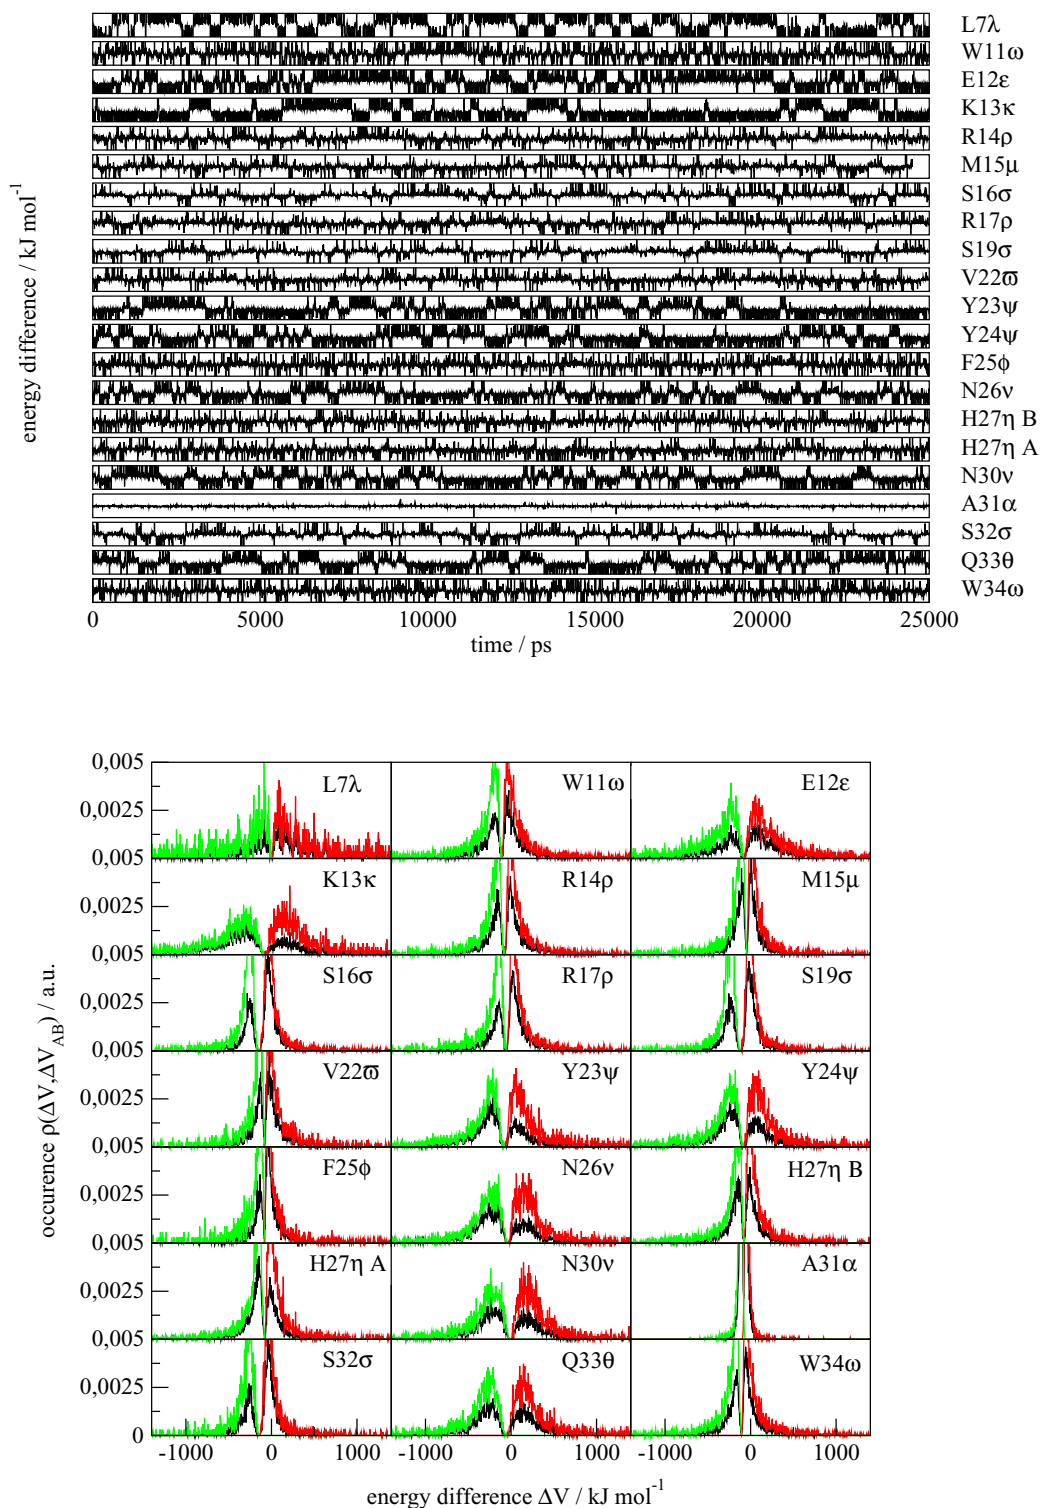 energy difference / kJ mol⁻¹
L7λ
W11ω
E12ε
K13κ
R14ρ
M15μ
S16σ
R17ρ
S19σ
V22ϖ
Y23ψ
Y24ψ
F25ϕ
N26ν
H27η B
H27η A
N30ν
A31α
S32σ
Q33θ
W34ω
0 5000 10000 15000 20000 25000
time / ps
occurence ρ(ΔV,ΔV_AB) / a.u.
0,005
L7λ W11ω E12ε
0,0025
0,005
K13κ R14ρ M15μ
0,0025
0,005
S16σ R17ρ S19σ
0,0025
0,005
V22ϖ Y23ψ Y24ψ
0,0025
0,005
F25ϕ N26ν H27η B
0,0025
0,005
H27η A N30ν A31α
0,0025
0,005
S32σ Q33θ W34ω
0,0025
0
-1000 0 1000 -1000 0 1000 -1000 0 1000
energy difference ΔV / kJ mol⁻¹